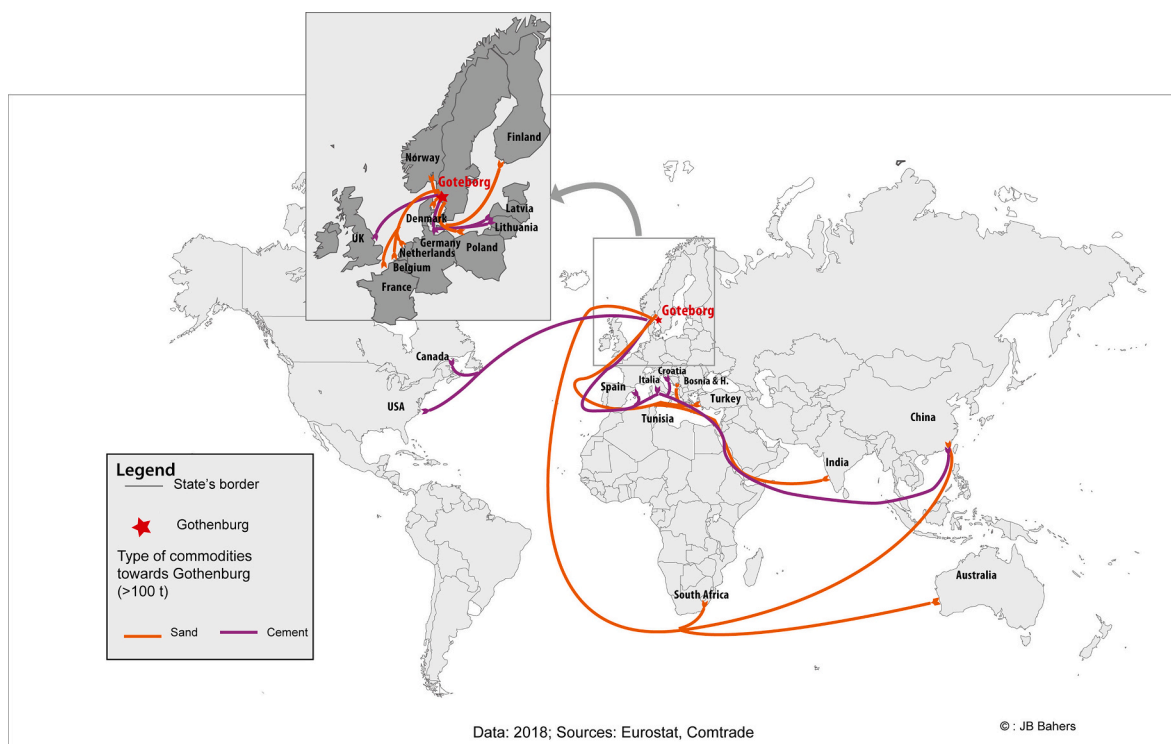 Finland
Norway
Goteborg
Latvia
Denmark
Lithuania
UK
Germany
Poland
Netherlands
Belgium
France
Goteborg
Canada
Croatia
Italia
Bosnia & H.
Spain
USA
Turkey
China
Tunisia
India
Legend
State's border
Gothenburg
Type of commodities
towards Gothenburg
(>100 t)
Australia
South Africa
Sand
Cement
Data: 2018; Sources: Eurostat, Comtrade
© : JB Bahers